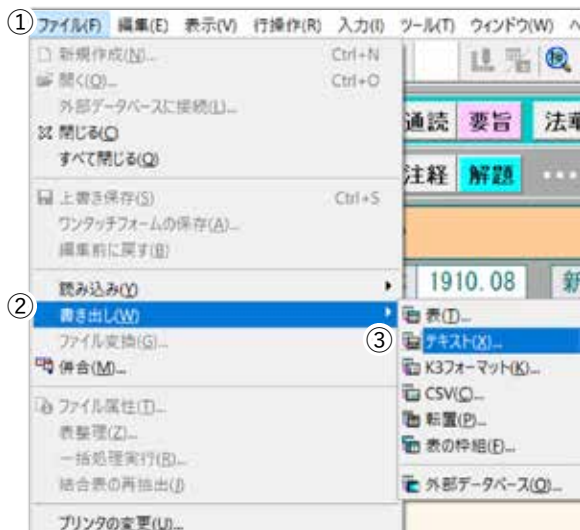 ① ファイル(F) 編集(E) 表示(V) 行操作(R) 入力(I) ツール(T) ウィンドウ(W) ヘ
新規作成(N)... Ctrl+N
開く(O)... Ctrl+O
外部データベースに接続(L)...
閉じる(C)
すべて閉じる(Q)
上書き保存(S) Ctrl+S
ワンタッチフォームの保存(A)...
編集前に戻す(B)
読み込み(Y)
② 書き出し(W)
ファイル変換(G)...
併合(M)...
ファイル属性(T)...
表整理(Z)...
一括処理実行(R)...
結合表の再抽出(J)
プリンタの変更(U)...
通読 要旨 法華
注経 解題 ・・・
1910.08 新
表(T)...
③ テキスト(X)...
K3フォーマット(K)...
CSV(C)...
転置(P)...
表の枠組(F)...
外部データベース(O)...